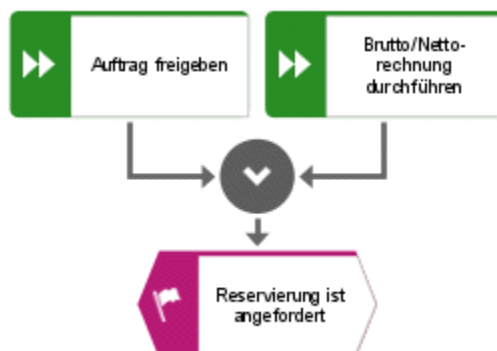 Auftrag freigeben
Brutto/Netto-
rechnung
durchführen
Reservierung ist
angefordert